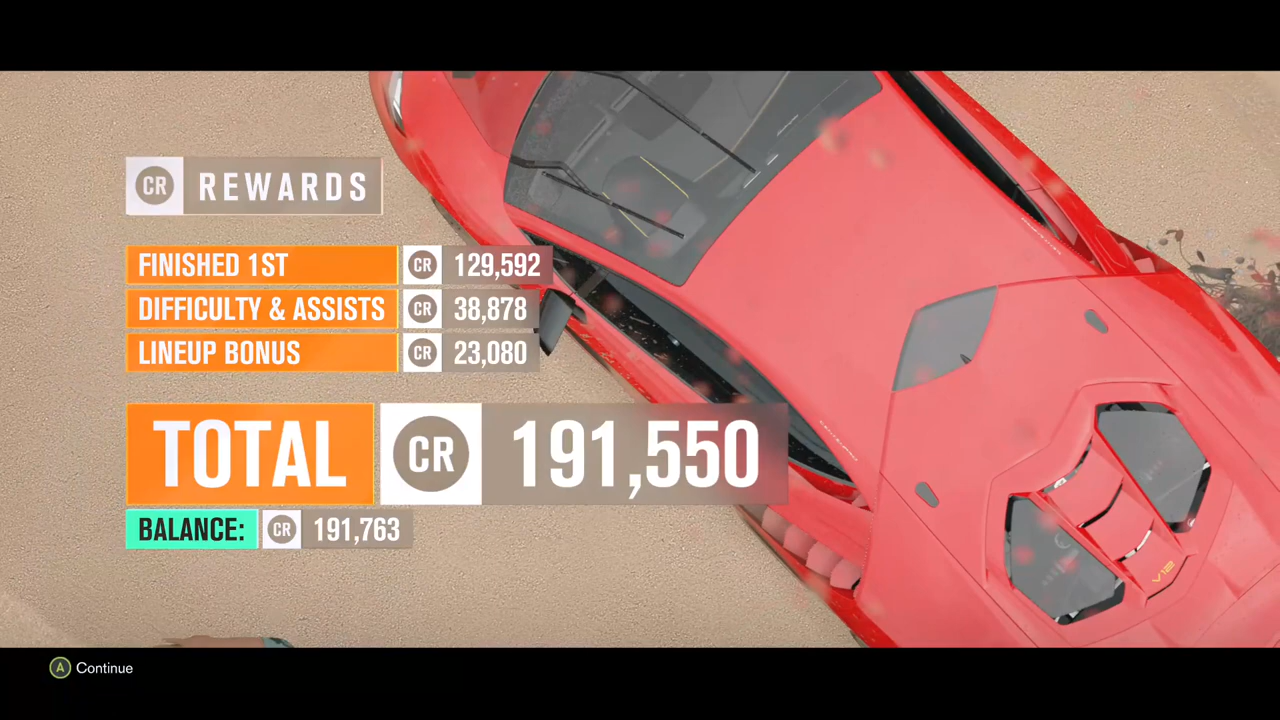 CR REWARDS
FINISHED 1ST CR 129,592
DIFFICULTY & ASSISTS CR 38,878
LINEUP BONUS CR 23,080
TOTAL CR 191,550
BALANCE: CR 191,763
V12
A Continue